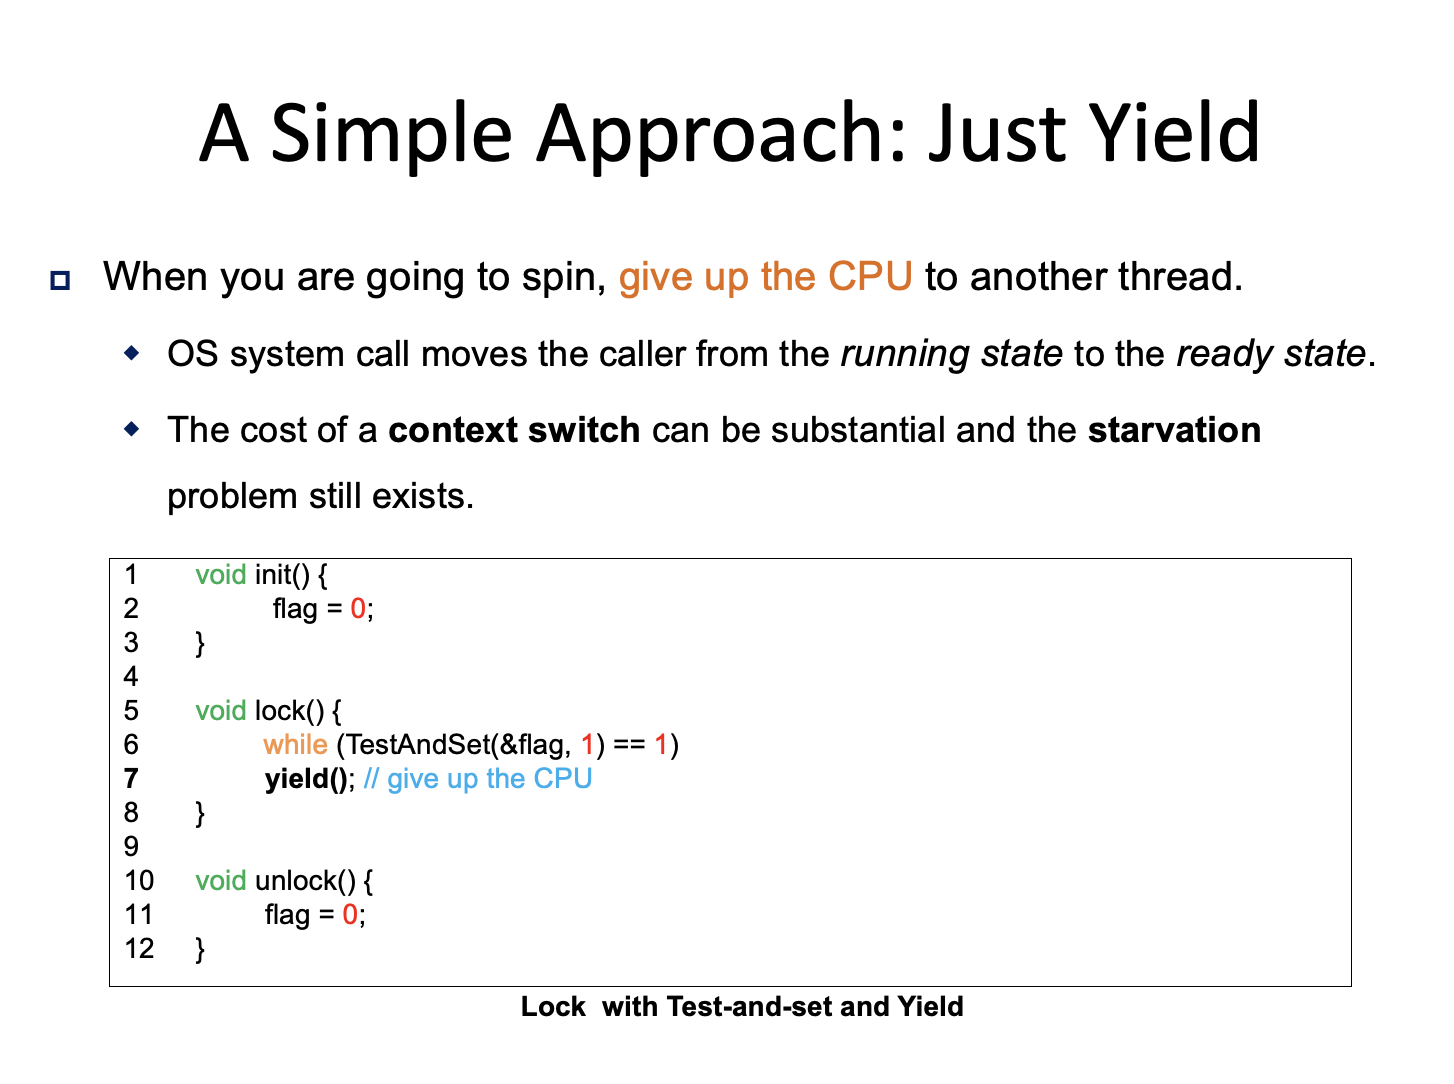 A Simple Approach: Just Yield
When you are going to spin, give up the CPU to another thread.
OS system call moves the caller from the running state to the ready state.
The cost of a context switch can be substantial and the starvation
problem still exists.
1 void init() {
2 flag = 0;
3 }
4
5 void lock() {
6 while (TestAndSet(&flag, 1) == 1)
7 yield(); // give up the CPU
8 }
9
10 void unlock() {
11 flag = 0;
12 }
Lock with Test-and-set and Yield